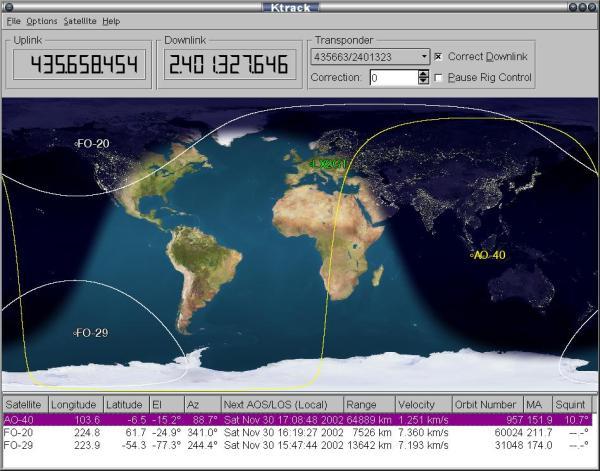 Ktrack
File Options Satellite Help
Uplink Downlink Transponder
435.658.454 2.401.327.646 435663/2401323 Correct Downlink
Correction: 0 Pause Rig Control
FO-20
AO-40
FO-29
Satellite Longitude Latitude El Az Next AOS/LOS (Local) Range Velocity Orbit Number MA Squint
AO-40 103.6 -6.5 -15.2° 88.7° Sat Nov 30 17:08:48 2002 64889 km 1.251 km/s 957 151.9 10.7°
FO-20 224.8 61.7 -24.9° 341.0° Sat Nov 30 16:19:27 2002 7526 km 7.360 km/s 60024 211.7 --.-°
FO-29 223.9 -54.3 -77.3° 244.4° Sat Nov 30 15:47:44 2002 13642 km 7.193 km/s 31048 174.0 --.-°